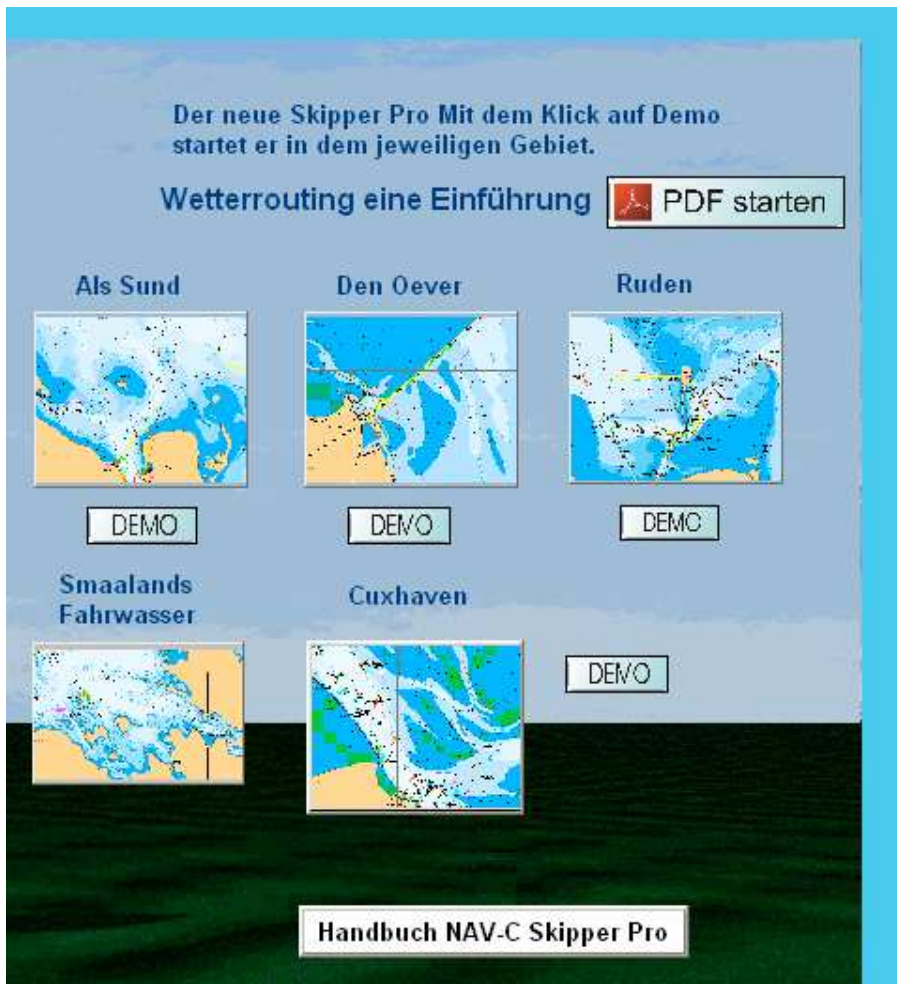 Der neue Skipper Pro Mit dem Klick auf Demo
startet er in dem jeweiligen Gebiet.
Wetterrouting eine Einführung
PDF starten
Als Sund
Den Oever
Ruden
DEMO
DEMO
DEMO
Smaalands
Fahrwasser
Cuxhaven
DEMO
Handbuch NAV-C Skipper Pro